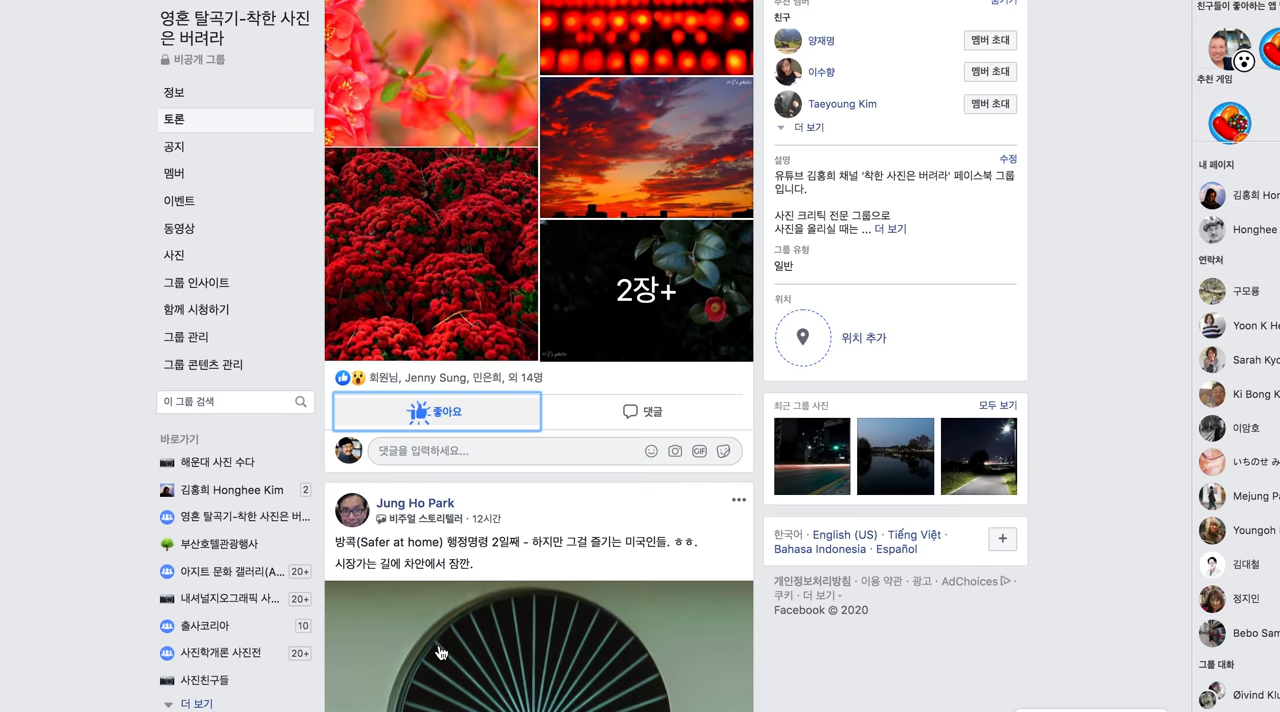 영혼 탈곡기-착한 사진
은 버려라
비공개 그룹
정보
토론
공지
멤버
이벤트
동영상
사진
그룹 인사이트
함께 시청하기
그룹 관리
그룹 콘텐츠 관리
이 그룹 검색
바로가기
해운대 사진 수다
김홍희 Honghee Kim 2
영혼 탈곡기-착한 사진은 버...
부산호텔관광행사
아지트 문화 갤러리(A... 20+
내셔널지오그래픽 사... 20+
출사코리아 10
사진학개론 사진전 20+
사진친구들
더 보기
2장+
회원님, Jenny Sung, 민은희, 외 14명
좋아요
댓글
댓글을 입력하세요...
GIF
Jung Ho Park
비주얼 스토리텔러 · 12시간
방콕(Safer at home) 행정명령 2일째 - 하지만 그걸 즐기는 미국인들. ㅎㅎ.
시장가는 길에 차안에서 잠깐.
친구
양재명 멤버 초대
이수향 멤버 초대
Taeyoung Kim 멤버 초대
더 보기
설명 수정
유튜브 김홍희 채널 '착한 사진은 버려라' 페이스북 그룹
입니다.
사진 크리틱 전문 그룹으로
사진을 올리실 때는 ... 더 보기
그룹 유형
일반
위치
위치 추가
최근 그룹 사진 모두 보기
한국어 · English (US) · Tiếng Việt ·
Bahasa Indonesia · Español
+
개인정보처리방침 · 이용 약관 · 광고 · AdChoices ·
쿠키 · 더 보기
Facebook © 2020
친구들이 좋아하는 앱
추천 게임
내 페이지
김홍희 Hon
Honghee
연락처
구모룡
Yoon K He
Sarah Kyo
Ki Bong K
이암호
いちのせ み
Mejung Pa
Youngoh
김대철
정지인
Bebo Sam
그룹 대화
Øivind Klu